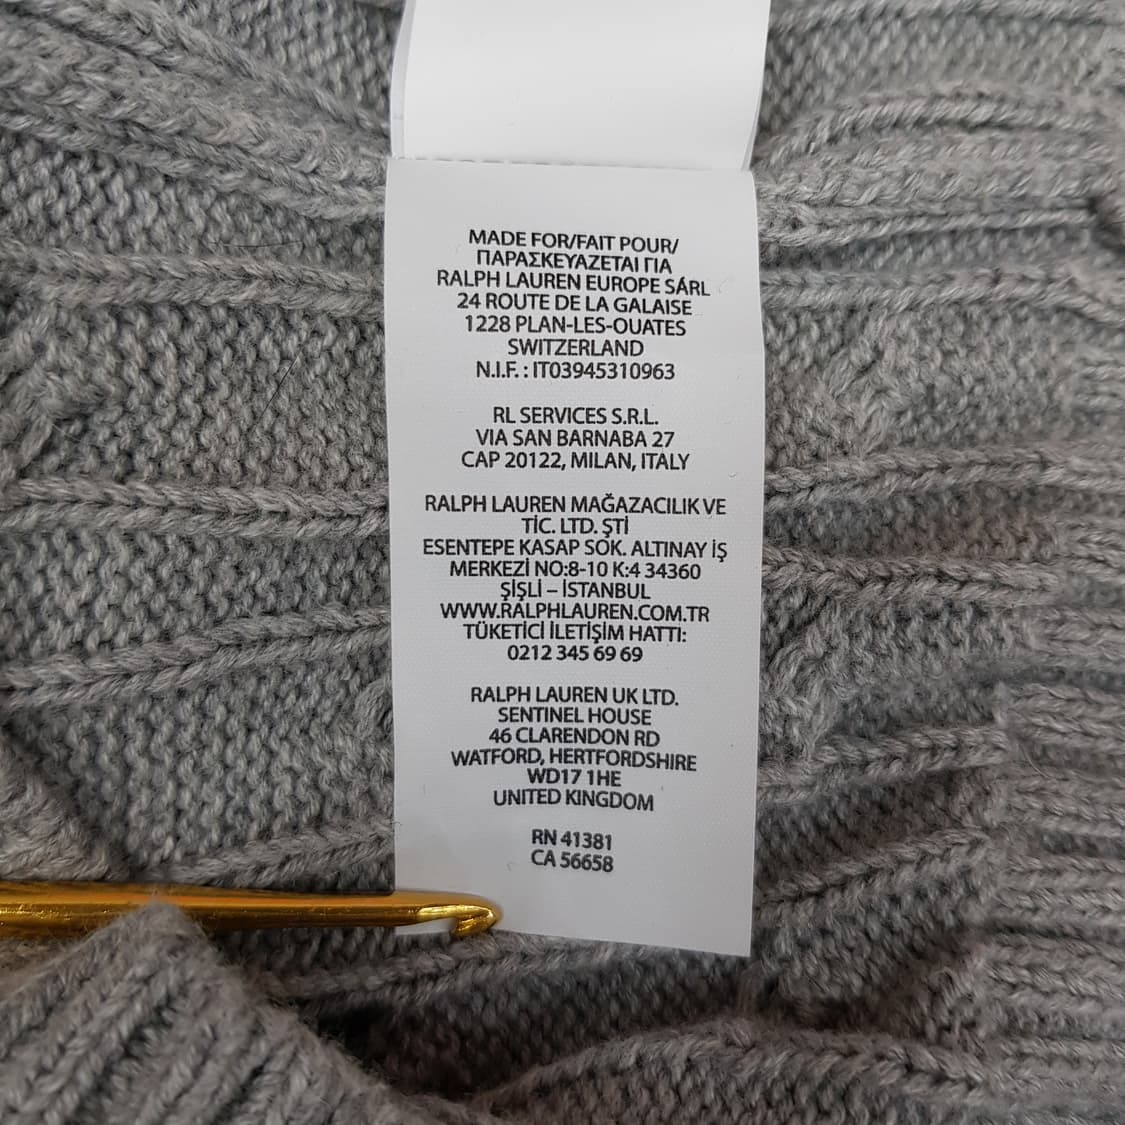 MADE FOR/FAIT POUR/
ΠΑΡΑΣΚΕΥΑΖΕΤΑΙ ΓΙΑ
RALPH LAUREN EUROPE SÁRL
24 ROUTE DE LA GALAISE
1228 PLAN-LES-OUATES
SWITZERLAND
N.I.F. : IT03945310963
RL SERVICES S.R.L.
VIA SAN BARNABA 27
CAP 20122, MILAN, ITALY
RALPH LAUREN MAĞAZACILIK VE
TİC. LTD. ŞTİ
ESENTEPE KASAP SOK. ALTINAY İŞ
MERKEZİ NO:8-10 K:4 34360
ŞİŞLİ – İSTANBUL
WWW.RALPHLAUREN.COM.TR
TÜKETİCİ İLETİŞİM HATTI:
0212 345 69 69
RALPH LAUREN UK LTD.
SENTINEL HOUSE
46 CLARENDON RD
WATFORD, HERTFORDSHIRE
WD17 1HE
UNITED KINGDOM
RN 41381
CA 56658